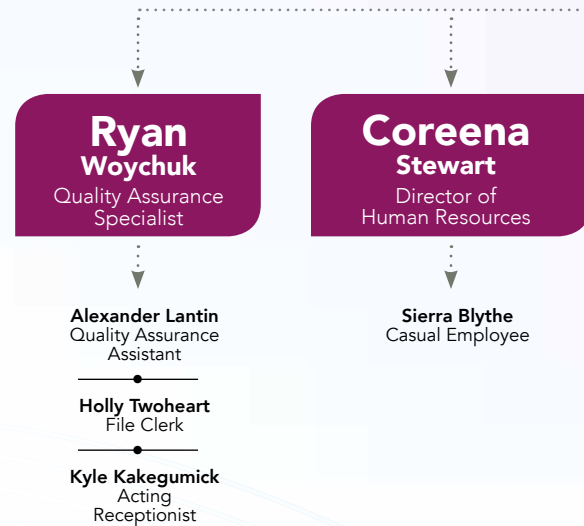 Ryan
Woychuk
Quality Assurance
Specialist
Alexander Lantin
Quality Assurance
Assistant
Holly Twoheart
File Clerk
Kyle Kakegumick
Acting
Receptionist
Coreena
Stewart
Director of
Human Resources
Sierra Blythe
Casual Employee